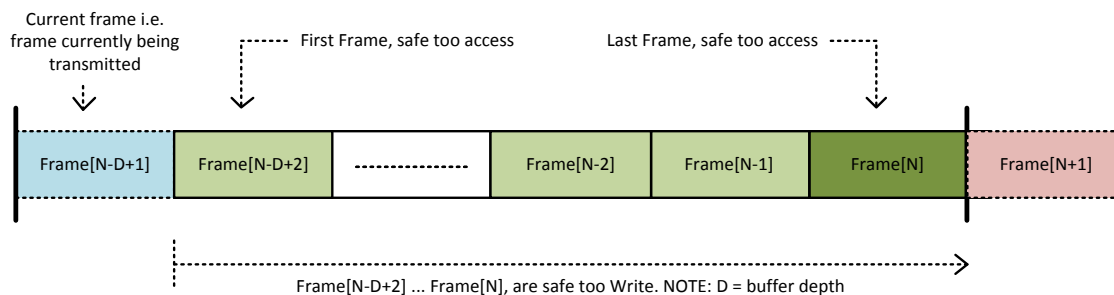 Current frame i.e.
frame currently being
transmitted
First Frame, safe too access
Last Frame, safe too access
Frame[N-D+1]
Frame[N-D+2]
Frame[N-2]
Frame[N-1]
Frame[N]
Frame[N+1]
Frame[N-D+2] ... Frame[N], are safe too Write. NOTE: D = buffer depth